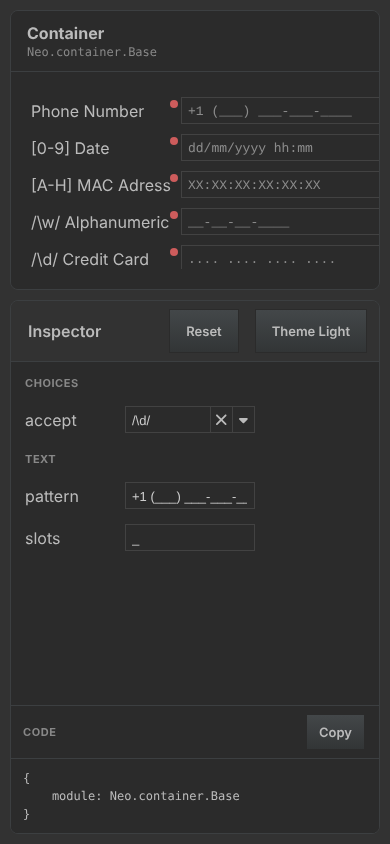 Container
Neo.container.Base
Phone Number +1 (___) ___-___-____
[0-9] Date dd/mm/yyyy hh:mm
[A-H] MAC Adress XX:XX:XX:XX:XX:XX
/\w/ Alphanumeric __-__-__-____
/\d/ Credit Card .... .... .... ....
Inspector Reset Theme Light
CHOICES
accept /\d/
TEXT
pattern +1 (___) ___-___-_
slots _
CODE Copy
{
module: Neo.container.Base
}